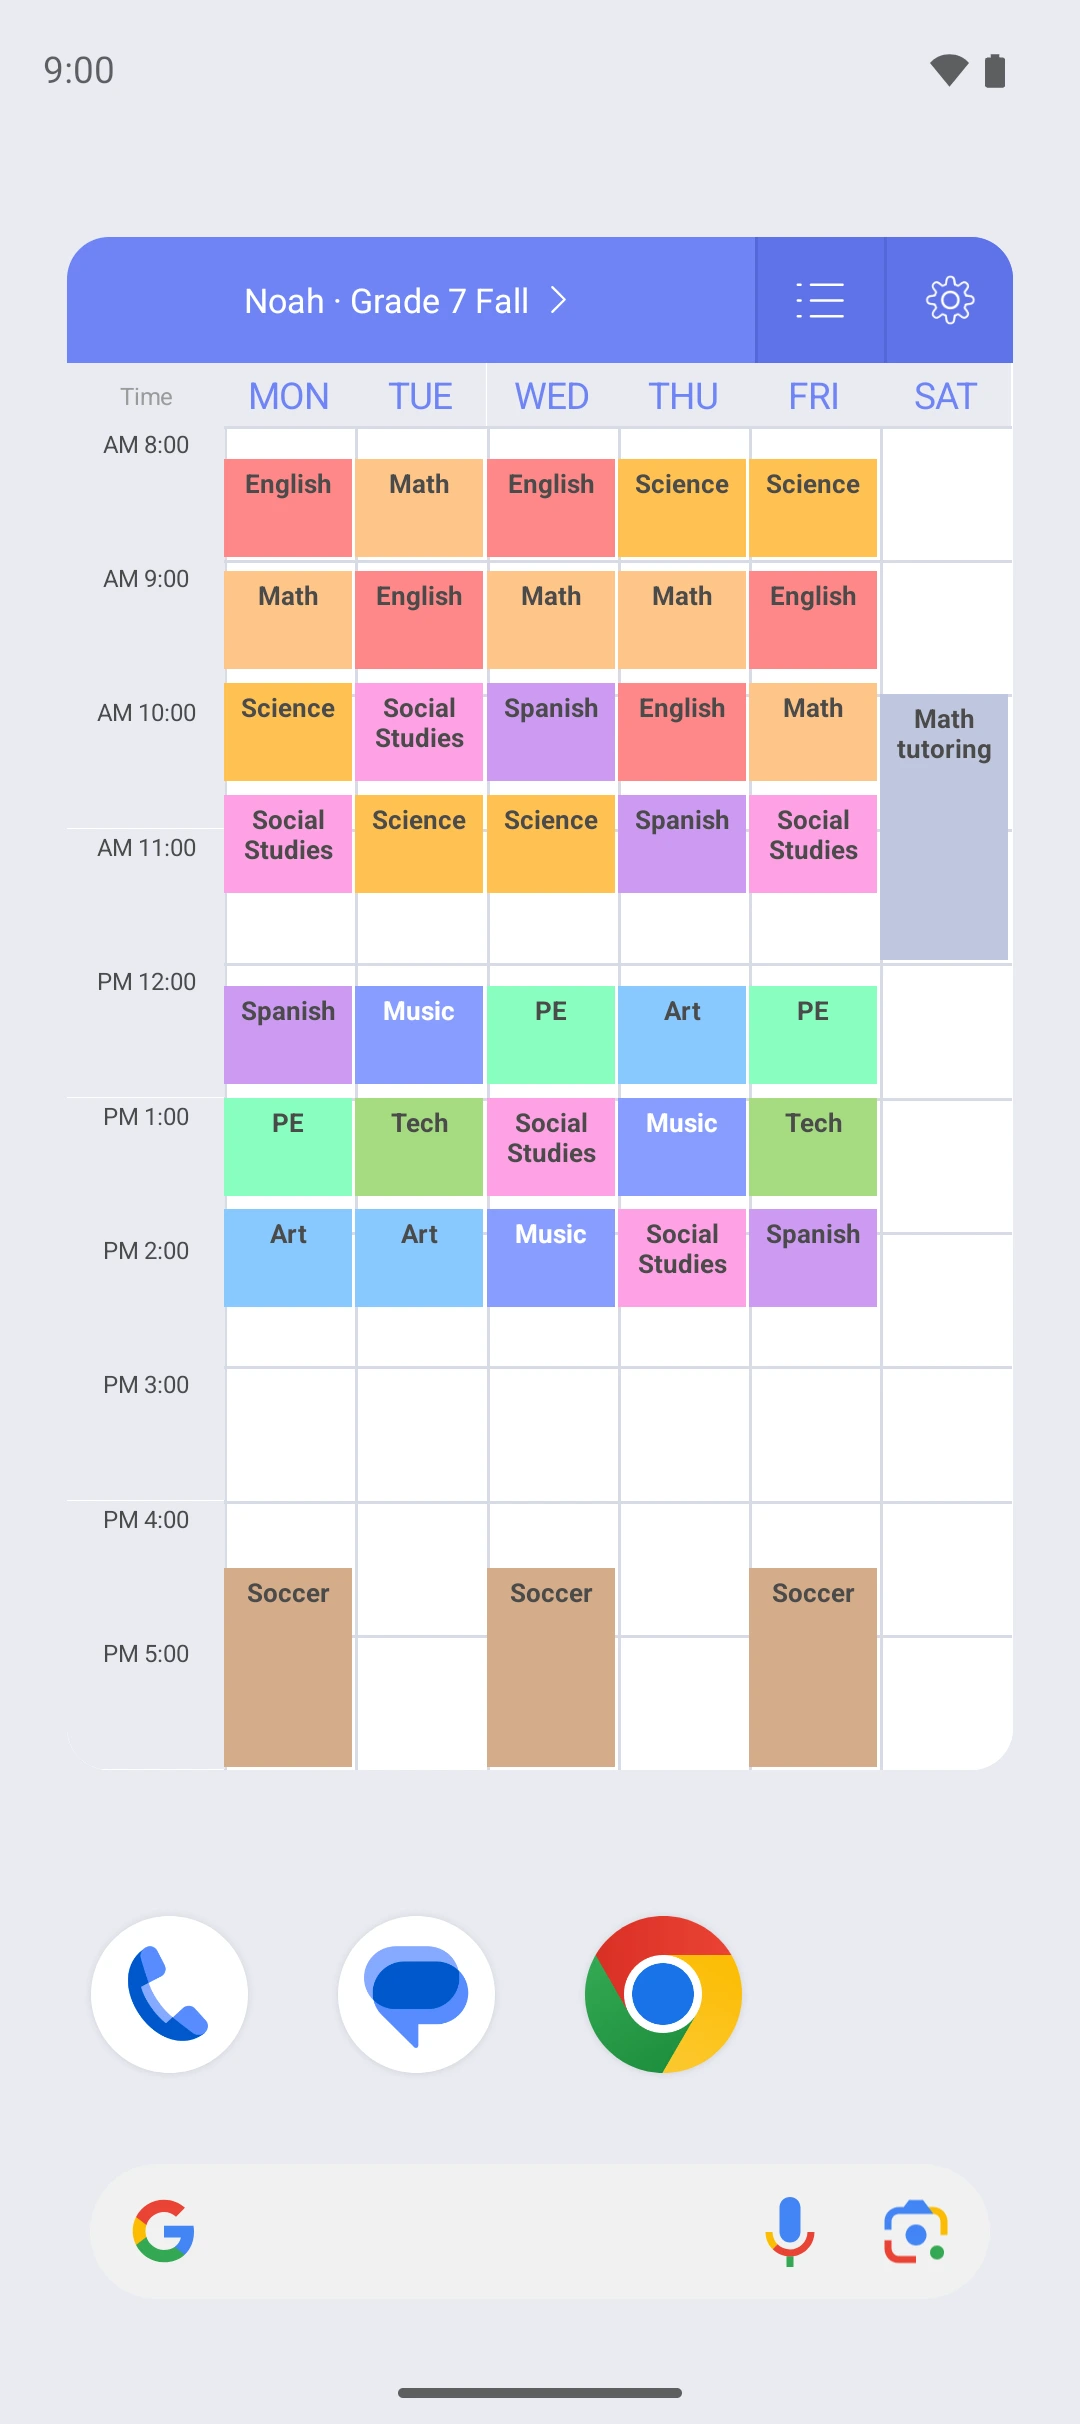 9:00
Noah · Grade 7 Fall
Time MON TUE WED THU FRI SAT
AM 8:00
English Math English Science Science
AM 9:00
Math English Math Math English
AM 10:00
Science Social Studies Spanish English Math Math tutoring
AM 11:00
Social Studies Science Science Spanish Social Studies
PM 12:00
Spanish Music PE Art PE
PM 1:00
PE Tech Social Studies Music Tech
PM 2:00
Art Art Music Social Studies Spanish
PM 3:00
PM 4:00
Soccer Soccer Soccer
PM 5:00